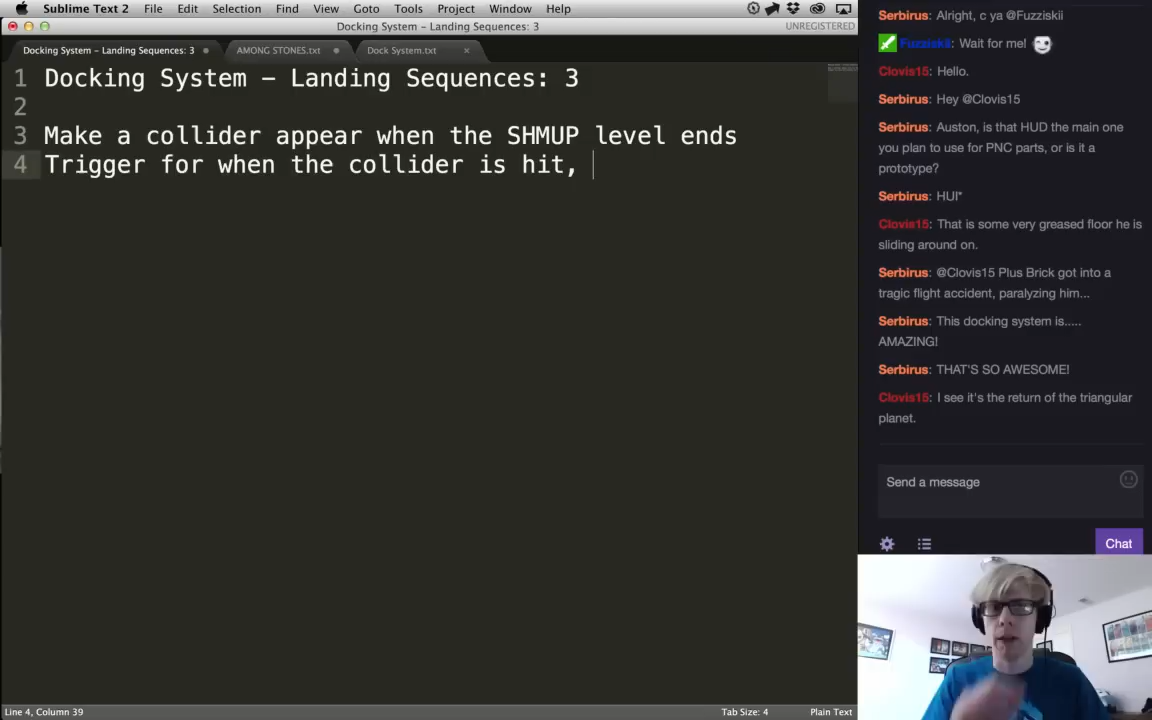 Sublime Text 2 File Edit Selection Find View Goto Tools Project Window Help
Docking System - Landing Sequences: 3
UNREGISTERED
Docking System - Landing Sequences: 3
AMONG STONES.txt
Dock System.txt
1 Docking System - Landing Sequences: 3
2
3 Make a collider appear when the SHMUP level ends
4 Trigger for when the collider is hit,
Line 4, Column 39
Tab Size: 4
Plain Text
Serbirus: Alright, c ya @Fuzziskii
Fuzziskii: Wait for me!
Clovis15: Hello.
Serbirus: Hey @Clovis15
Serbirus: Auston, is that HUD the main one
you plan to use for PNC parts, or is it a
prototype?
Serbirus: HUI*
Clovis15: That is some very greased floor he is
sliding around on.
Serbirus: @Clovis15 Plus Brick got into a
tragic flight accident, paralyzing him...
Serbirus: This docking system is.....
AMAZING!
Serbirus: THAT'S SO AWESOME!
Clovis15: I see it's the return of the triangular
planet.
Send a message
Chat